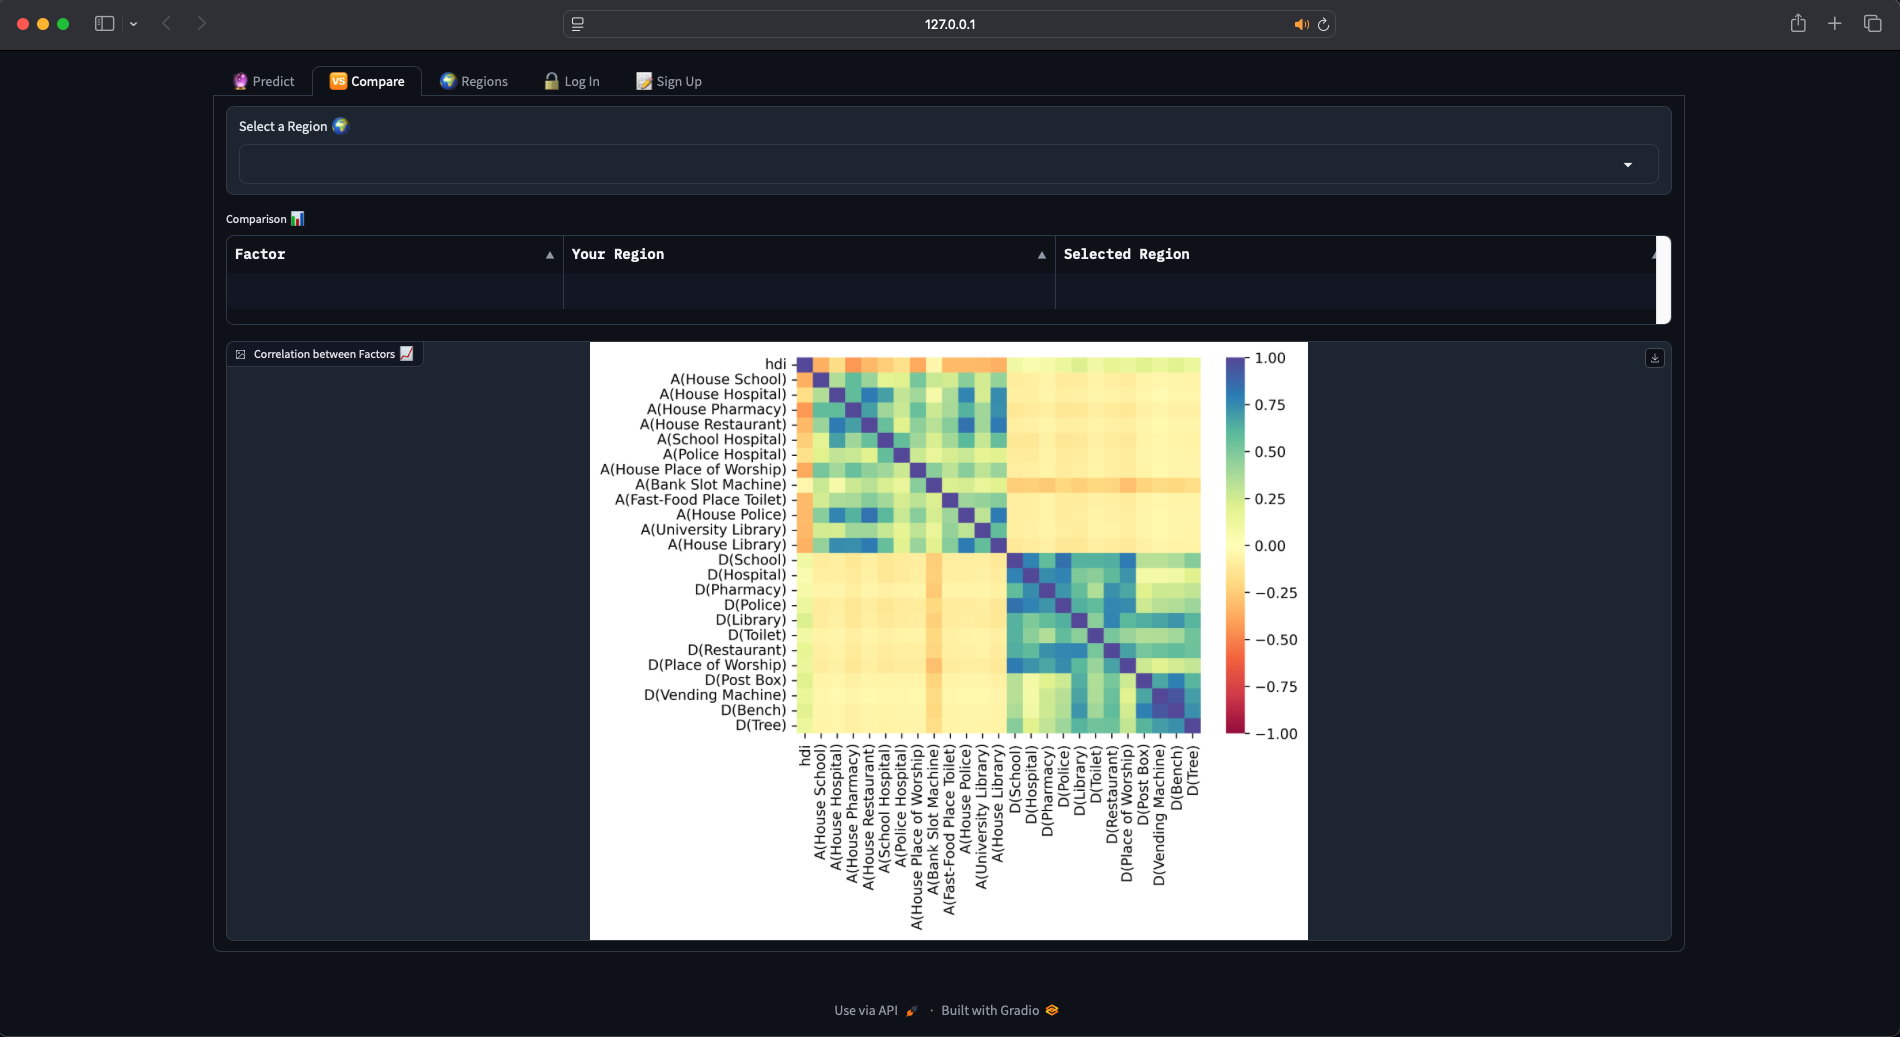 127.0.0.1
Predict
VS Compare
Regions
Log In
Sign Up
Select a Region
Comparison
Factor Your Region Selected Region
Correlation between Factors
hdi
A(House School)
A(House Hospital)
A(House Pharmacy)
A(House Restaurant)
A(School Hospital)
A(Police Hospital)
A(House Place of Worship)
A(Bank Slot Machine)
A(Fast-Food Place Toilet)
A(House Police)
A(University Library)
A(House Library)
D(School)
D(Hospital)
D(Pharmacy)
D(Police)
D(Library)
D(Toilet)
D(Restaurant)
D(Place of Worship)
D(Post Box)
D(Vending Machine)
D(Bench)
D(Tree)
1.00
0.75
0.50
0.25
0.00
−0.25
−0.50
−0.75
−1.00
hdi
A(House School)
A(House Hospital)
A(House Pharmacy)
A(House Restaurant)
A(School Hospital)
A(Police Hospital)
A(House Place of Worship)
A(Bank Slot Machine)
A(Fast-Food Place Toilet)
A(House Police)
A(University Library)
A(House Library)
D(School)
D(Hospital)
D(Pharmacy)
D(Police)
D(Library)
D(Toilet)
D(Restaurant)
D(Place of Worship)
D(Post Box)
D(Vending Machine)
D(Bench)
D(Tree)
Use via API · Built with Gradio